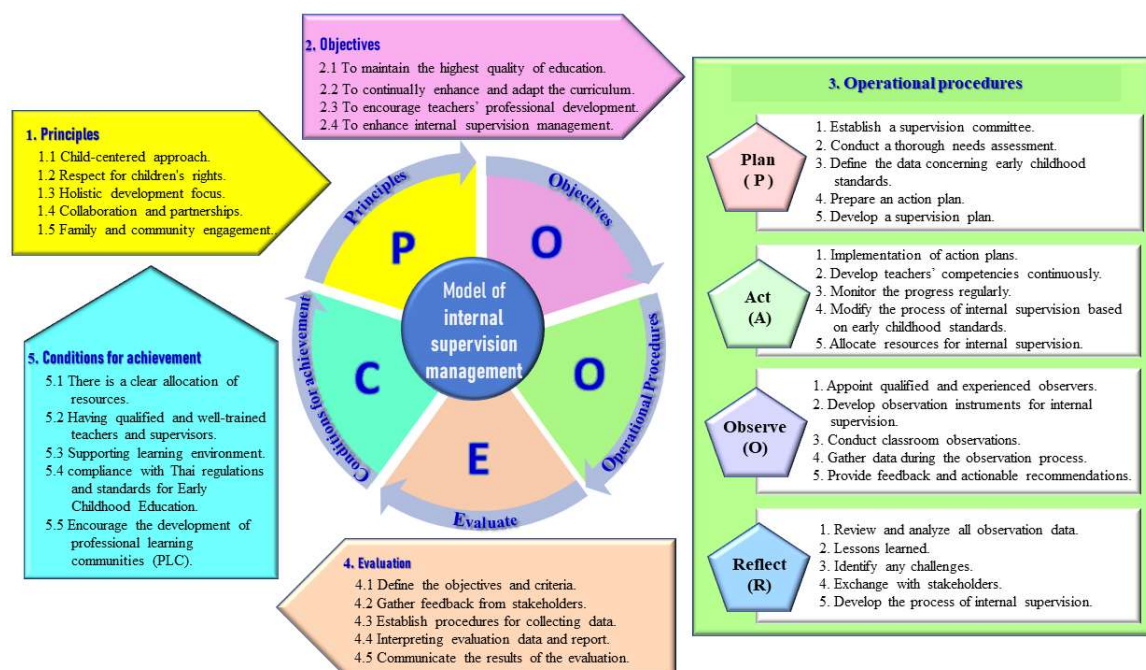 2. Objectives
2.1 To maintain the highest quality of education.
2.2 To continually enhance and adapt the curriculum.
2.3 To encourage teachers' professional development.
2.4 To enhance internal supervision management.
1. Principles
1.1 Child-centered approach.
1.2 Respect for children's rights.
1.3 Holistic development focus.
1.4 Collaboration and partnerships.
1.5 Family and community engagement.
5. Conditions for achievement
5.1 There is a clear allocation of
resources.
5.2 Having qualified and well-trained
teachers and supervisors.
5.3 Supporting learning environment.
5.4 compliance with Thai regulations
and standards for Early
Childhood Education.
5.5 Encourage the development of
professional learning
communities (PLC).
Principles
Objectives
Operational Procedures
Evaluate
Conditions for achievement
P
O
O
E
C
Model of
internal
supervision
management
4. Evaluation
4.1 Define the objectives and criteria.
4.2 Gather feedback from stakeholders.
4.3 Establish procedures for collecting data.
4.4 Interpreting evaluation data and report.
4.5 Communicate the results of the evaluation.
3. Operational procedures
Plan
( P )
1. Establish a supervision committee.
2. Conduct a thorough needs assessment.
3. Define the data concerning early childhood
standards.
4. Prepare an action plan.
5. Develop a supervision plan.
Act
(A)
1. Implementation of action plans.
2. Develop teachers' competencies continuously.
3. Monitor the progress regularly.
4. Modify the process of internal supervision based
on early childhood standards.
5. Allocate resources for internal supervision.
Observe
(O)
1. Appoint qualified and experienced observers.
2. Develop observation instruments for internal
supervision.
3. Conduct classroom observations.
4. Gather data during the observation process.
5. Provide feedback and actionable recommendations.
Reflect
(R)
1. Review and analyze all observation data.
2. Lessons learned.
3. Identify any challenges.
4. Exchange with stakeholders.
5. Develop the process of internal supervision.